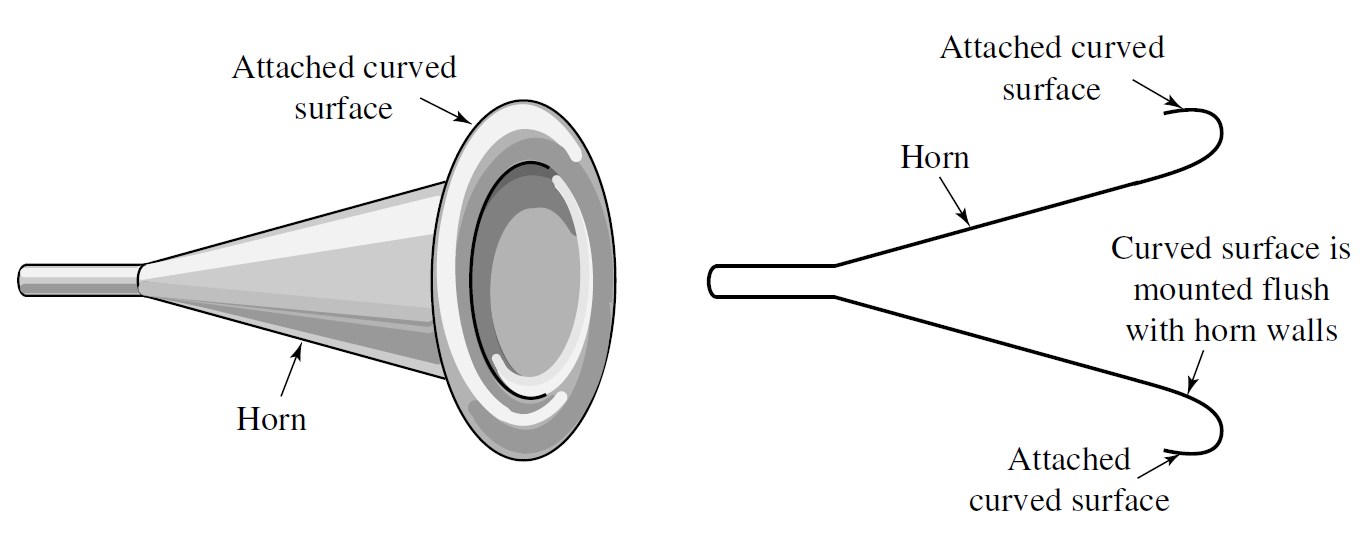 Attached curved
surface
Horn
Attached curved
surface
Horn
Curved surface is
mounted flush
with horn walls
Attached
curved surface